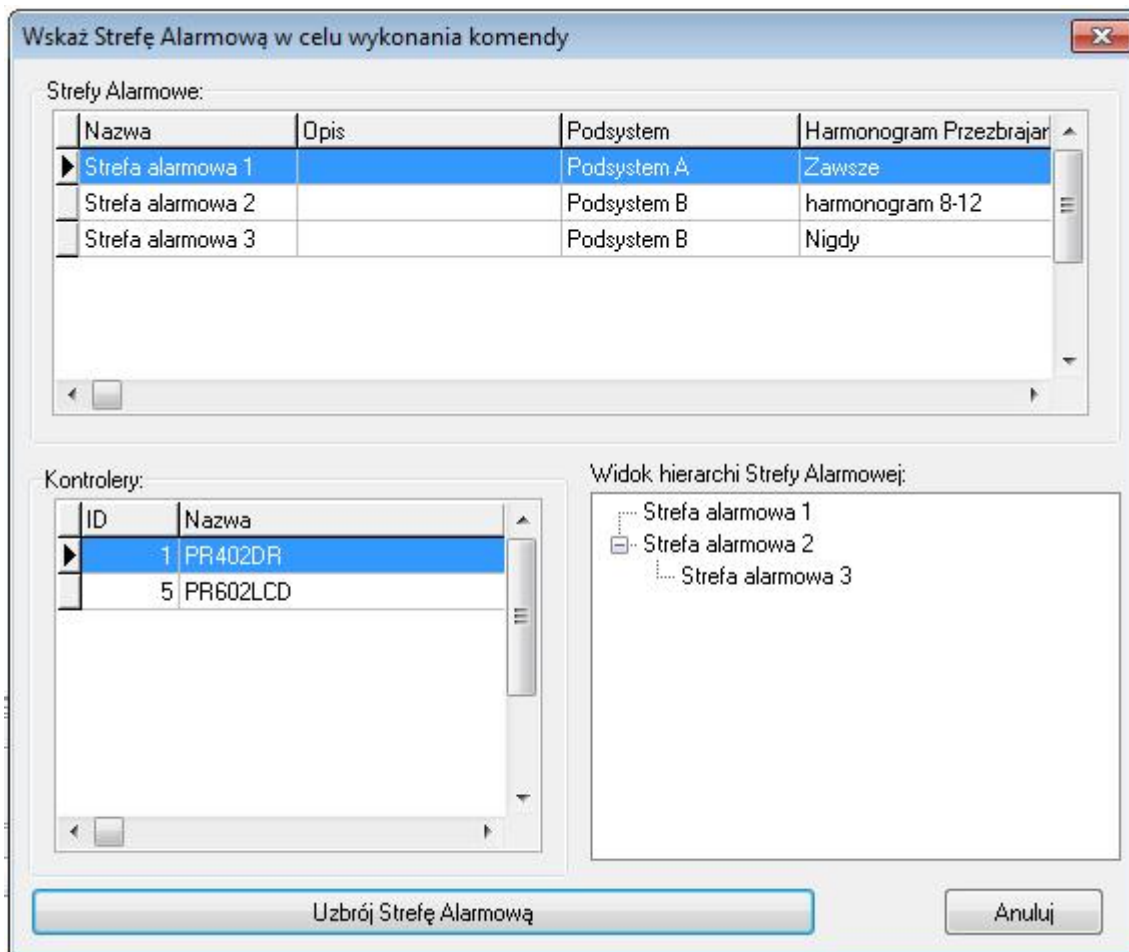 Wskaż Strefę Alarmową w celu wykonania komendy
Strefy Alarmowe:
Nazwa Opis Podsystem Harmonogram Przezbrajar
Strefa alarmowa 1 Podsystem A Zawsze
Strefa alarmowa 2 Podsystem B harmonogram 8-12
Strefa alarmowa 3 Podsystem B Nigdy
Kontrolery:
ID Nazwa
1 PR402DR
5 PR602LCD
Widok hierarchi Strefy Alarmowej:
Strefa alarmowa 1
Strefa alarmowa 2
Strefa alarmowa 3
Uzbrój Strefę Alarmową
Anuluj